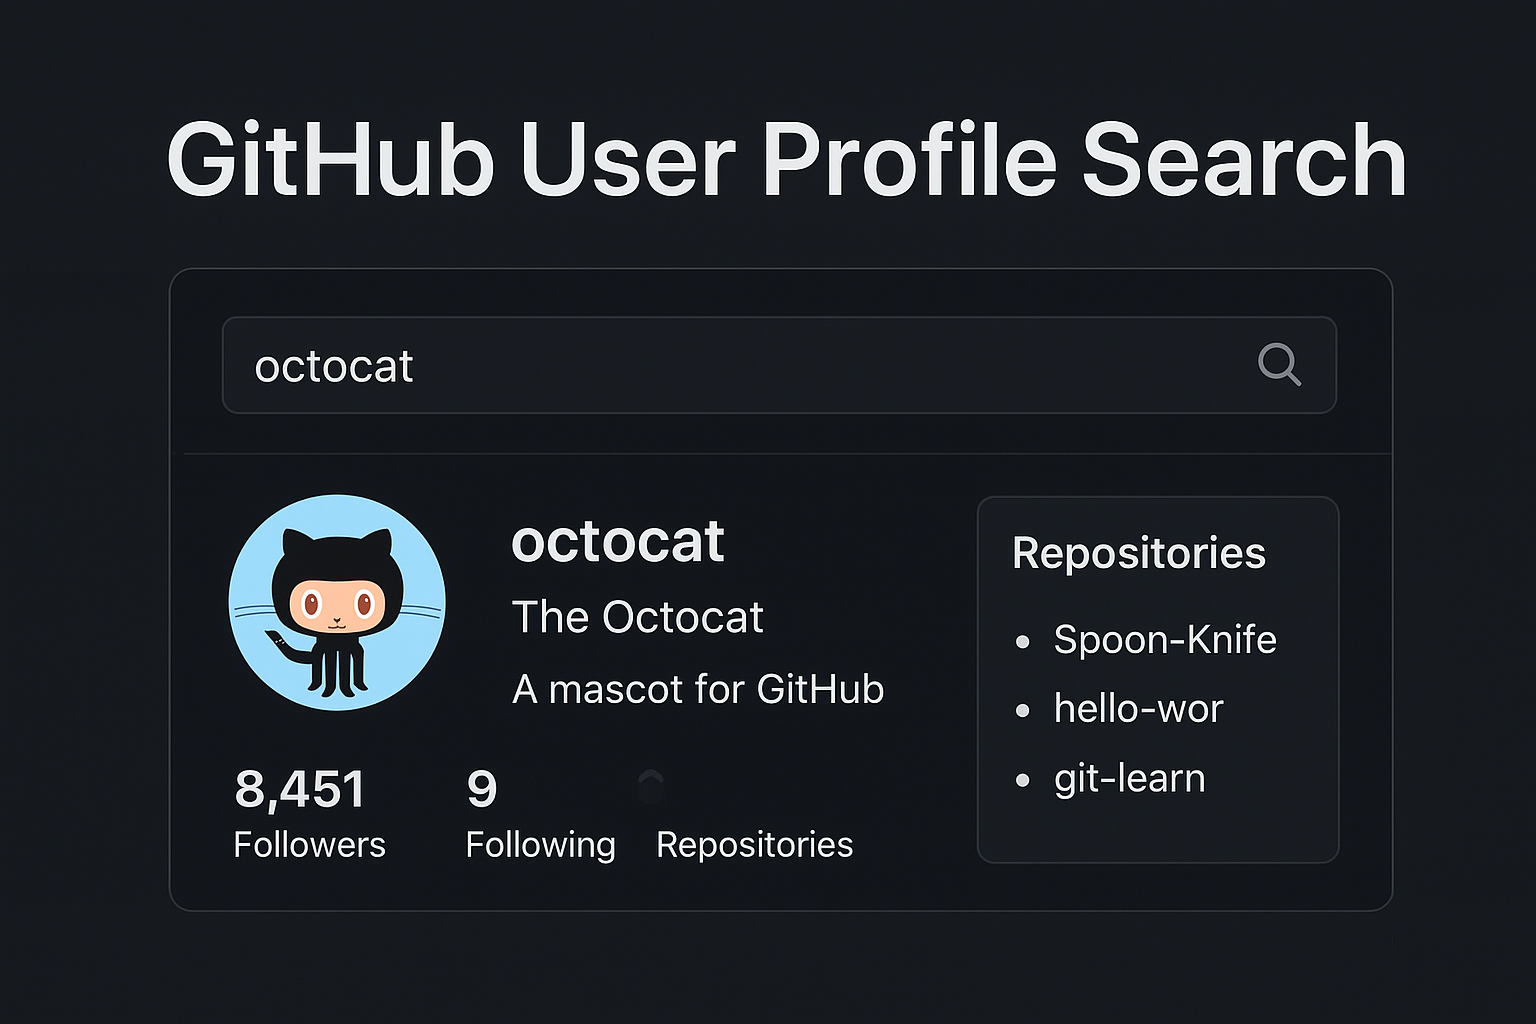 GitHub User Profile Search
octocat
octocat
The Octocat
A mascot for GitHub
8,451
Followers
9
Following
Repositories
Repositories
• Spoon-Knife
• hello-wor
• git-learn